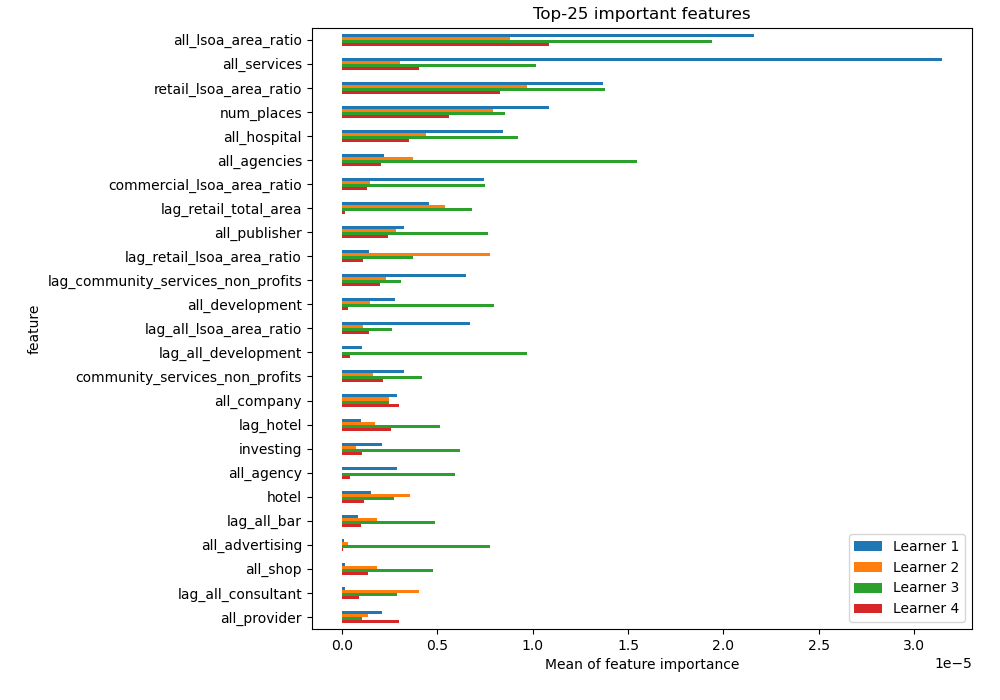 Top-25 important features
feature
all_lsoa_area_ratio
all_services
retail_lsoa_area_ratio
num_places
all_hospital
all_agencies
commercial_lsoa_area_ratio
lag_retail_total_area
all_publisher
lag_retail_lsoa_area_ratio
lag_community_services_non_profits
all_development
lag_all_lsoa_area_ratio
lag_all_development
community_services_non_profits
all_company
lag_hotel
investing
all_agency
hotel
lag_all_bar
all_advertising
all_shop
lag_all_consultant
all_provider
Learner 1
Learner 2
Learner 3
Learner 4
0.0 0.5 1.0 1.5 2.0 2.5 3.0
1e−5
Mean of feature importance